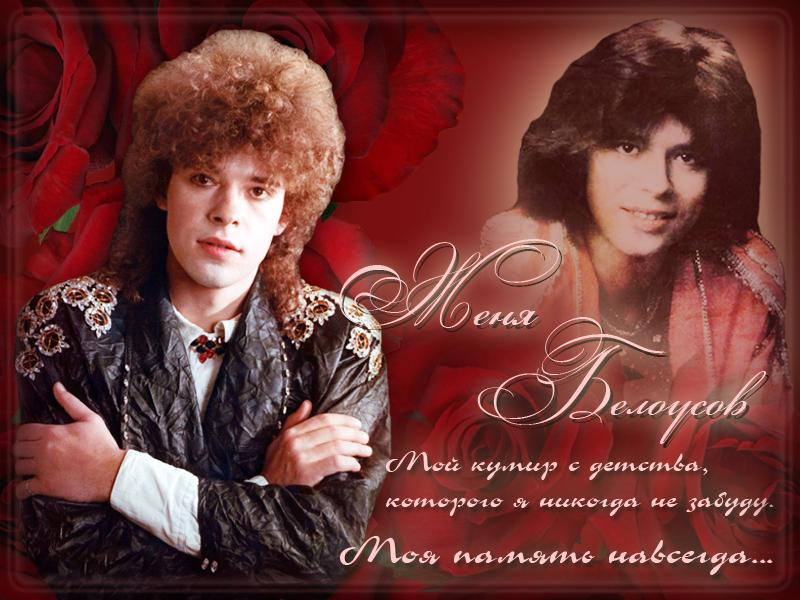 Женя
Белоусов
Мой кумир с детства,
которого я никогда не забуду.
Моя память навсегда...